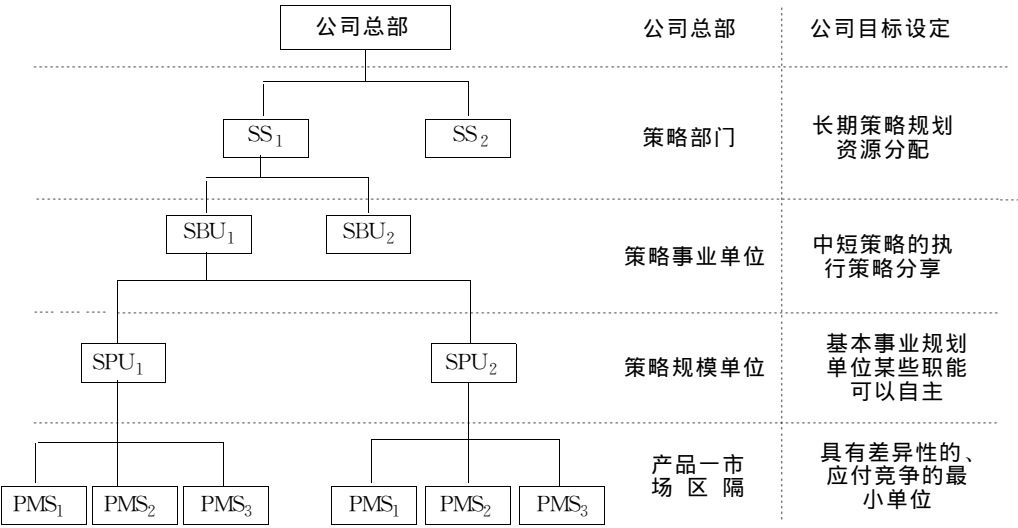 公司总部 公司总部 公司目标设定
SS₁ SS₂ 策略部门 长期策略规划
资源分配
SBU₁ SBU₂ 策略事业单位 中短策略的执
行策略分享
SPU₁ SPU₂ 策略规模单位 基本事业规划
单位某些职能
可以自主
产品一市
场 区 隔
具有差异性的、
应付竞争的最
小单位
PMS₁ PMS₂ PMS₃ PMS₁ PMS₂ PMS₃